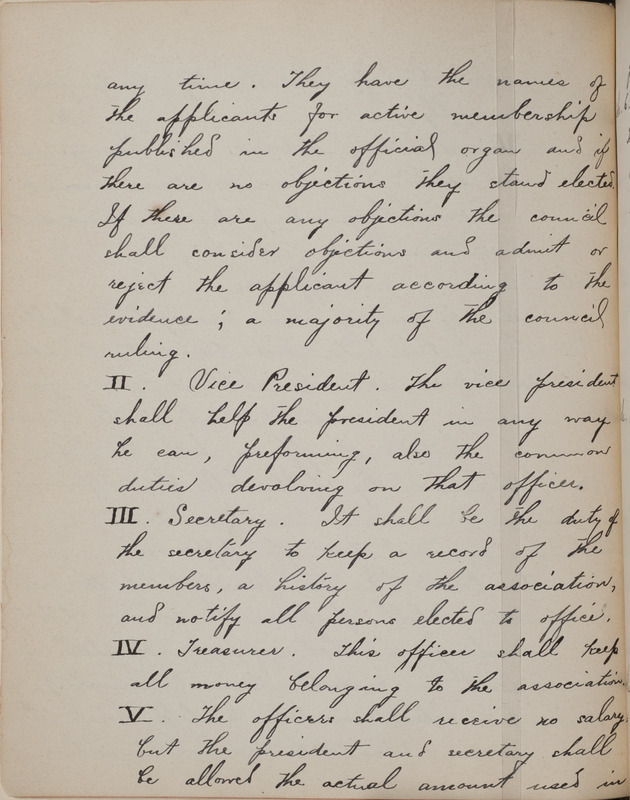 any time. They have the names of
the applicants for active membership
published in the official organ and if
there are no objections they stand elected.
If there are any objections the council
shall consider objections and admit or
reject the applicant according to the
evidence; a majority of the council
ruling.
II. Vice President. The vice president
shall help the president in any way
he can, preforming, also the common
duties devolving on that officer.
III. Secretary. It shall be the duty of
the secretary to keep a record of the
members, a history of the association,
and notify all persons elected to office.
IV. Treasurer. This officer shall keep
all money belonging to the association.
V. The officers shall receive no salary
but the president and secretary shall
be allowed the actual amount used in